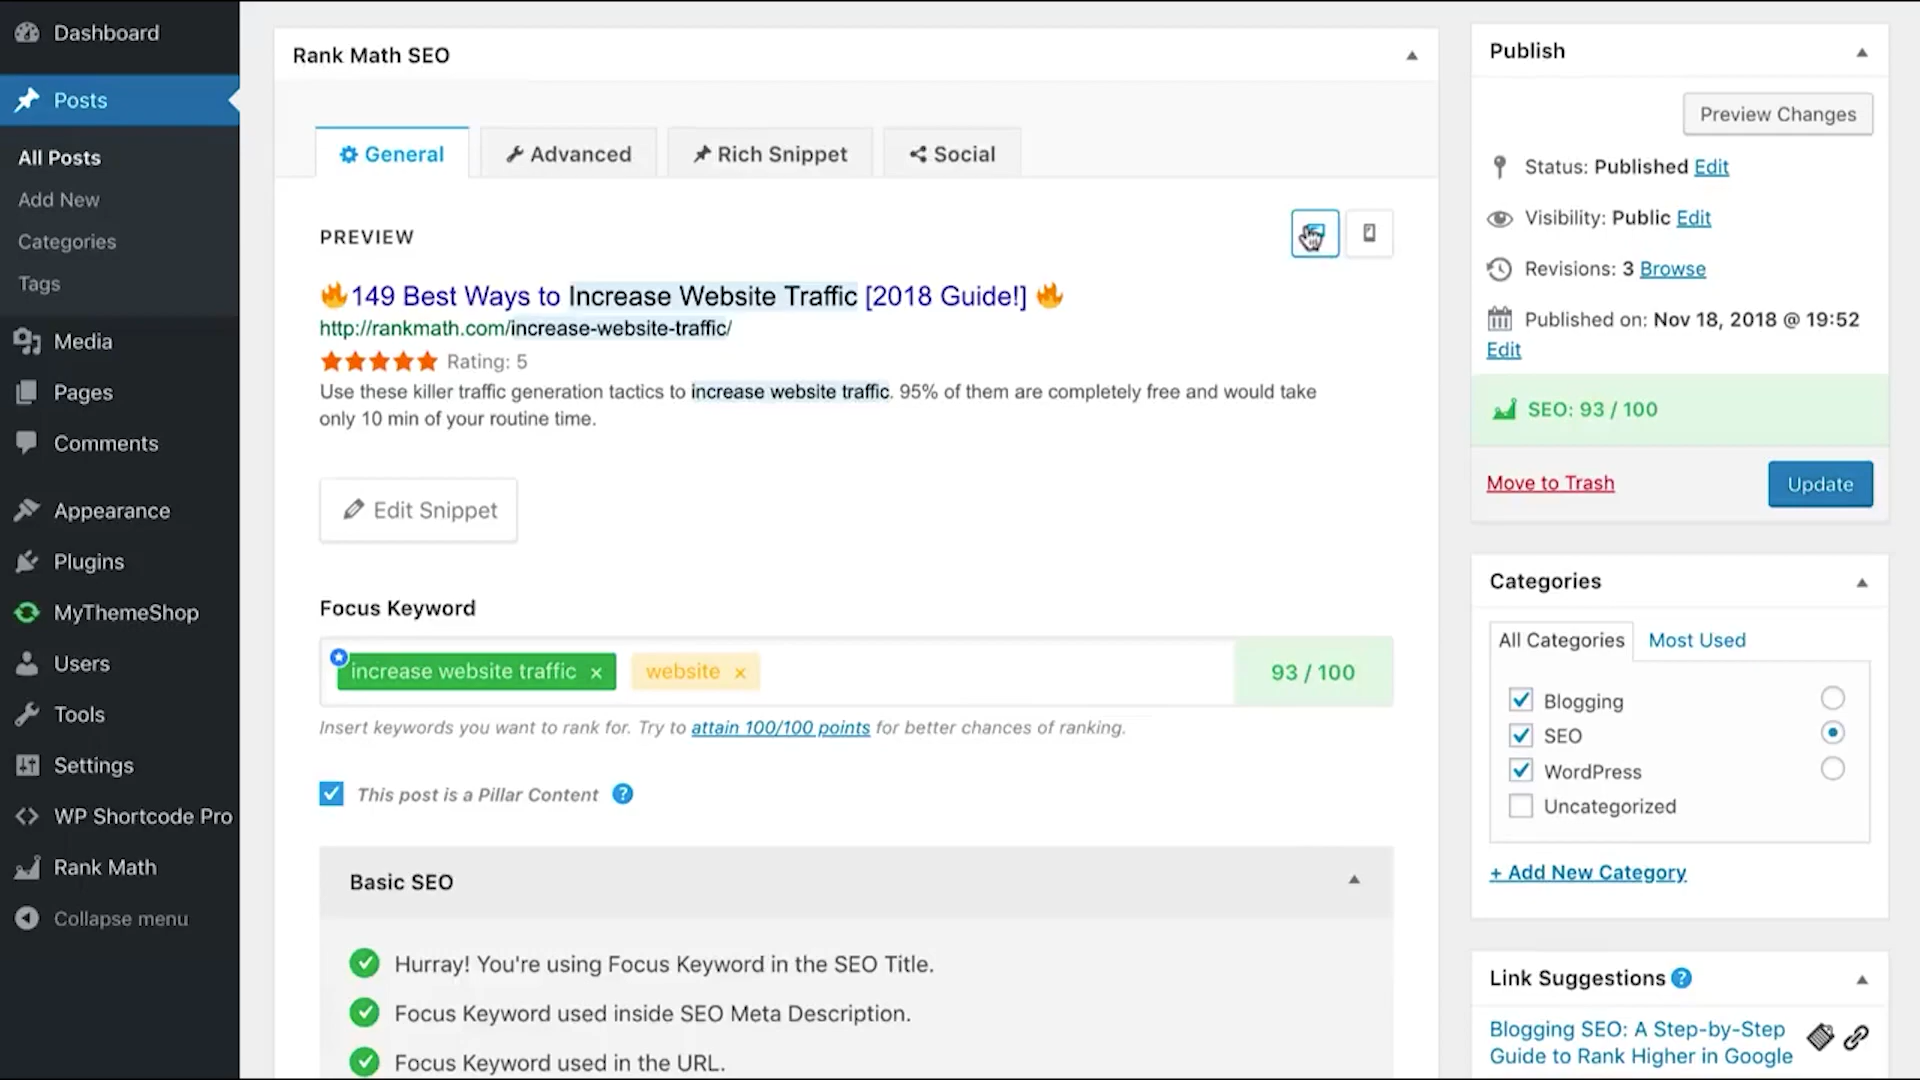 Dashboard
Posts
All Posts
Add New
Categories
Tags
Media
Pages
Comments
Appearance
Plugins
MyThemeShop
Users
Tools
Settings
WP Shortcode Pro
Rank Math
Collapse menu
Rank Math SEO
General
Advanced
Rich Snippet
Social
PREVIEW
149 Best Ways to Increase Website Traffic [2018 Guide!]
http://rankmath.com/increase-website-traffic/
Rating: 5
Use these killer traffic generation tactics to increase website traffic. 95% of them are completely free and would take
only 10 min of your routine time.
Edit Snippet
Focus Keyword
increase website traffic ×
website ×
93 / 100
Insert keywords you want to rank for. Try to attain 100/100 points for better chances of ranking.
This post is a Pillar Content ?
Basic SEO
Hurray! You're using Focus Keyword in the SEO Title.
Focus Keyword used inside SEO Meta Description.
Focus Keyword used in the URL.
Publish
Preview Changes
Status: Published Edit
Visibility: Public Edit
Revisions: 3 Browse
Published on: Nov 18, 2018 @ 19:52
Edit
SEO: 93 / 100
Move to Trash
Update
Categories
All Categories
Most Used
Blogging
SEO
WordPress
Uncategorized
+ Add New Category
Link Suggestions ?
Blogging SEO: A Step-by-Step
Guide to Rank Higher in Google